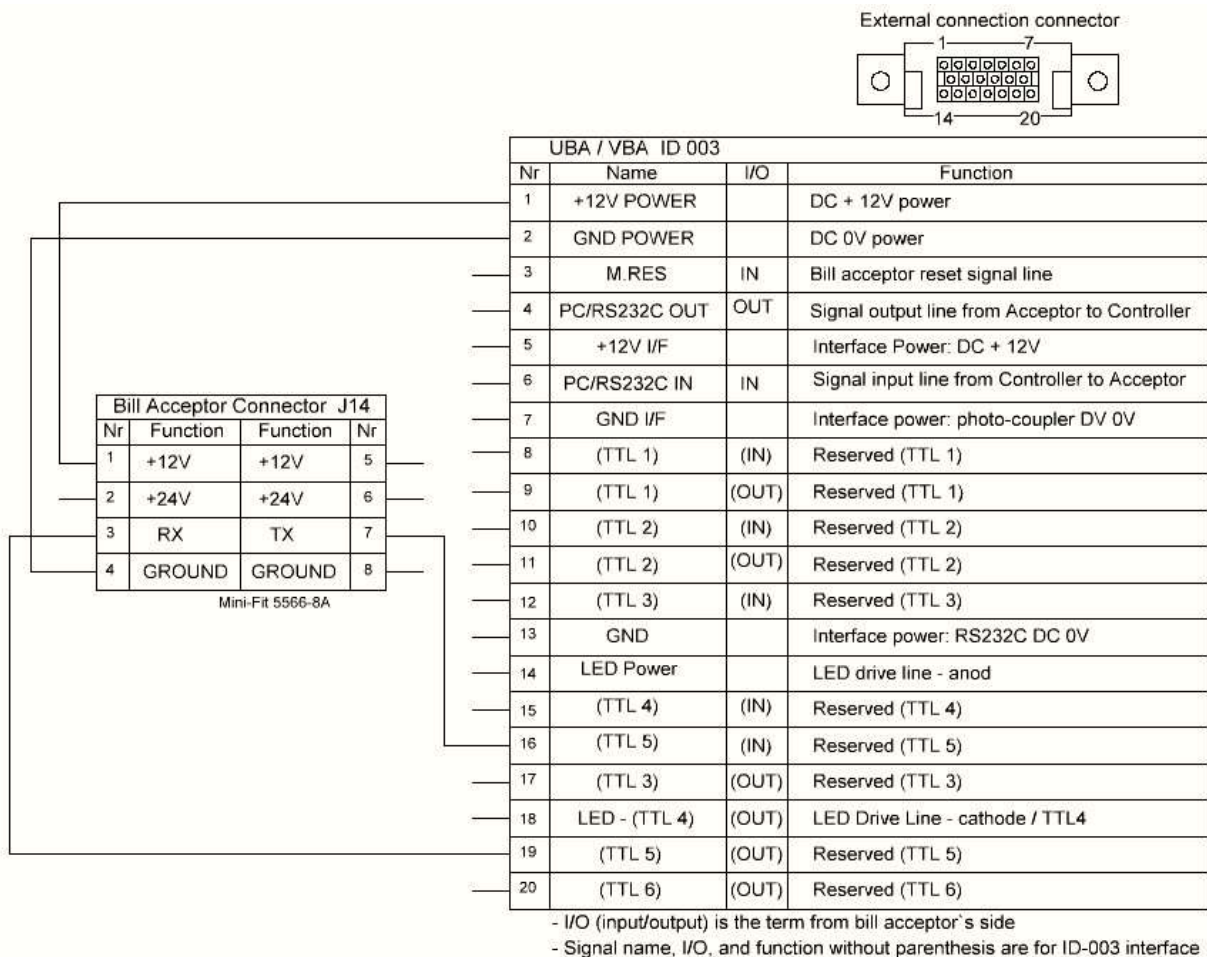 External connection connector
1 7
14 20
UBA / VBA ID 003
Nr Name I/O Function
1 +12V POWER DC + 12V power
2 GND POWER DC 0V power
3 M.RES IN Bill acceptor reset signal line
4 PC/RS232C OUT OUT Signal output line from Acceptor to Controller
5 +12V I/F Interface Power: DC + 12V
6 PC/RS232C IN IN Signal input line from Controller to Acceptor
7 GND I/F Interface power: photo-coupler DV 0V
8 (TTL 1) (IN) Reserved (TTL 1)
9 (TTL 1) (OUT) Reserved (TTL 1)
10 (TTL 2) (IN) Reserved (TTL 2)
11 (TTL 2) (OUT) Reserved (TTL 2)
12 (TTL 3) (IN) Reserved (TTL 3)
13 GND Interface power: RS232C DC 0V
14 LED Power LED drive line - anod
15 (TTL 4) (IN) Reserved (TTL 4)
16 (TTL 5) (IN) Reserved (TTL 5)
17 (TTL 3) (OUT) Reserved (TTL 3)
18 LED - (TTL 4) (OUT) LED Drive Line - cathode / TTL4
19 (TTL 5) (OUT) Reserved (TTL 5)
20 (TTL 6) (OUT) Reserved (TTL 6)
- I/O (input/output) is the term from bill acceptor`s side
- Signal name, I/O, and function without parenthesis are for ID-003 interface
Bill Acceptor Connector J14
Nr Function Function Nr
1 +12V +12V 5
2 +24V +24V 6
3 RX TX 7
4 GROUND GROUND 8
Mini-Fit 5566-8A